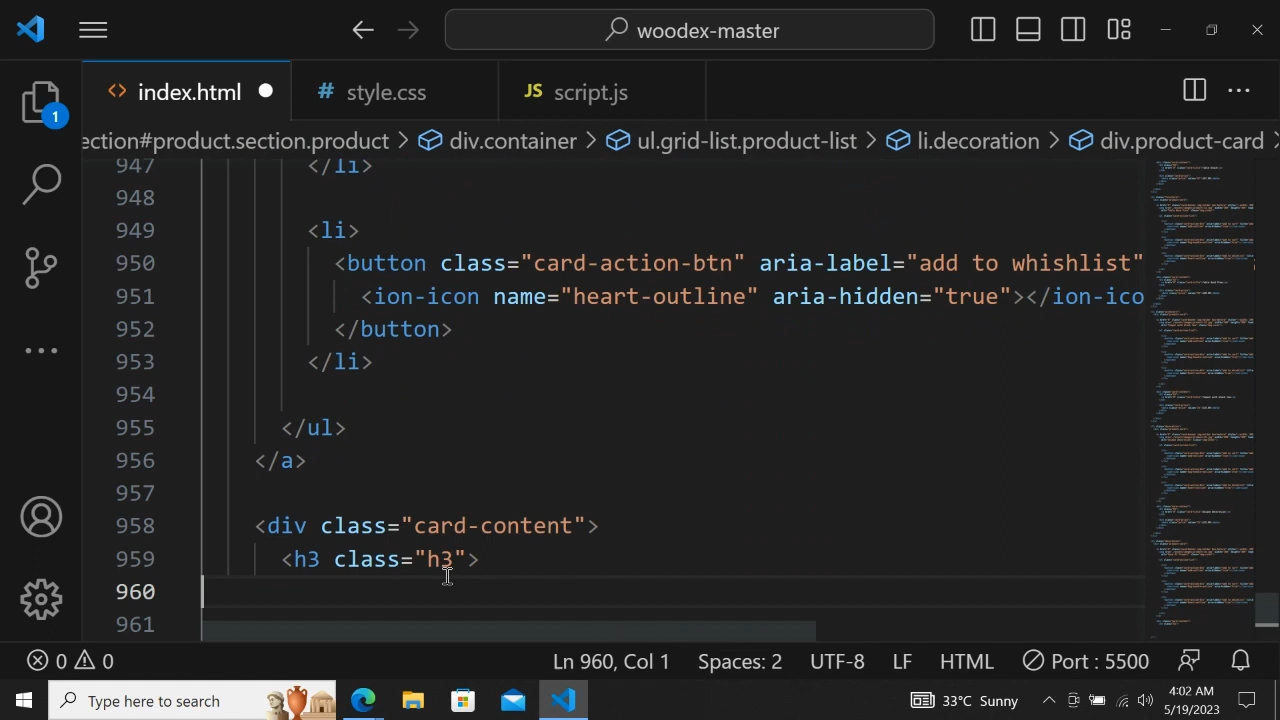 woodex-master
index.html
# style.css
JS script.js
ection#product.section.product > div.container > ul.grid-list.product-list > li.decoration > div.product-card
1
947 </li>
948
949 <li>
950 <button class="card-action-btn" aria-label="add to whishlist"
951 <ion-icon name="heart-outline" aria-hidden="true"></ion-ico
952 </button>
953 </li>
954
955 </ul>
956 </a>
957
958 <div class="card-content">
959 <h3 class="h3">
960
961
0 0 Ln 960, Col 1 Spaces: 2 UTF-8 LF HTML Port : 5500
Type here to search 33°C Sunny 4:02 AM
5/19/2023